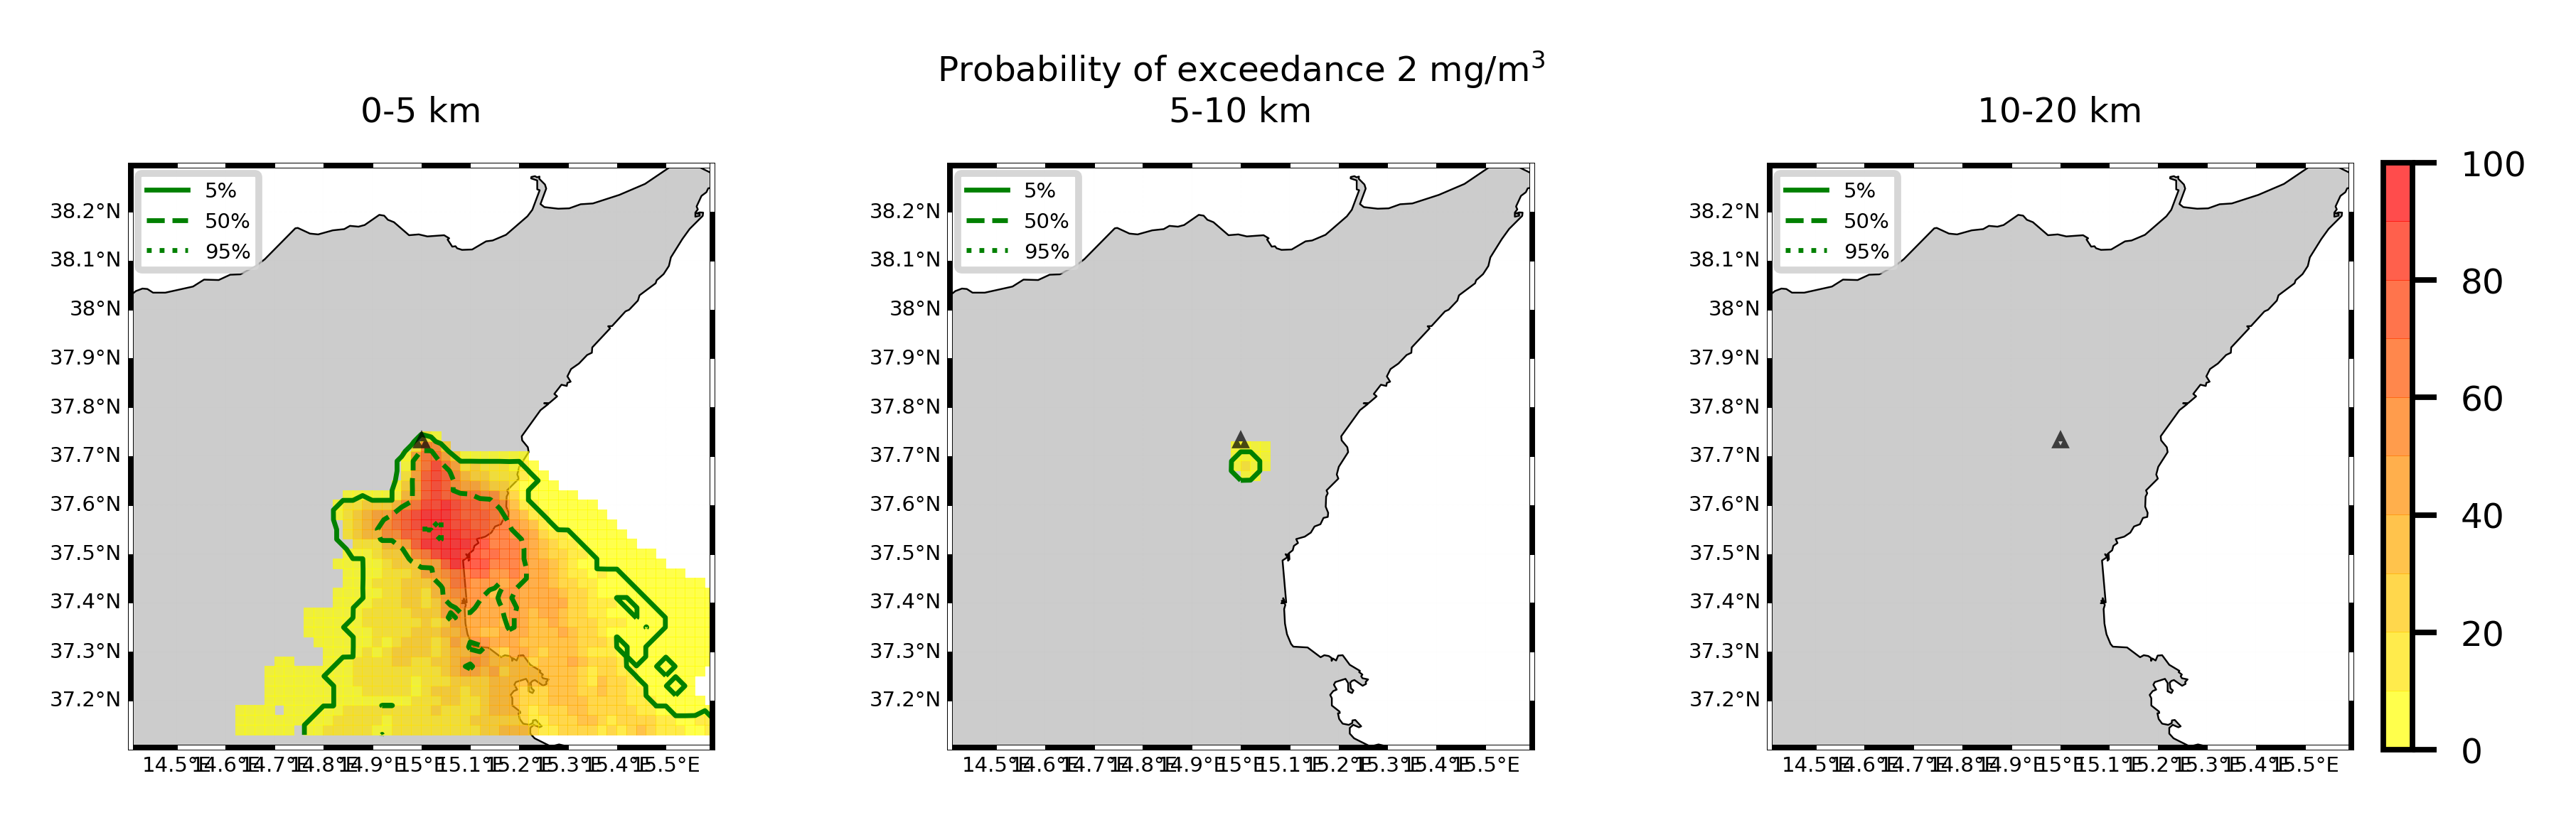 Probability of exceedance 2 mg/m³
0-5 km
5%
50%
95%
38.2°N
38.1°N
38°N
37.9°N
37.8°N
37.7°N
37.6°N
37.5°N
37.4°N
37.3°N
37.2°N
14.5°E 14.6°E 14.7°E 14.8°E 14.9°E 15°E 15.1°E 15.2°E 15.3°E 15.4°E 15.5°E
5-10 km
5%
50%
95%
38.2°N
38.1°N
38°N
37.9°N
37.8°N
37.7°N
37.6°N
37.5°N
37.4°N
37.3°N
37.2°N
14.5°E 14.6°E 14.7°E 14.8°E 14.9°E 15°E 15.1°E 15.2°E 15.3°E 15.4°E 15.5°E
10-20 km
5%
50%
95%
38.2°N
38.1°N
38°N
37.9°N
37.8°N
37.7°N
37.6°N
37.5°N
37.4°N
37.3°N
37.2°N
14.5°E 14.6°E 14.7°E 14.8°E 14.9°E 15°E 15.1°E 15.2°E 15.3°E 15.4°E 15.5°E
100
80
60
40
20
0